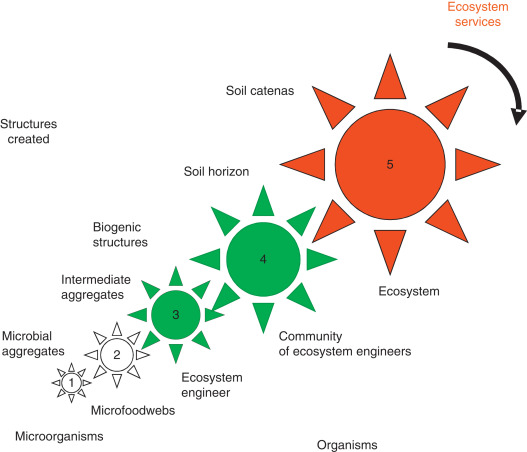 Ecosystem
services
Soil catenas
Structures
created
5
Soil horizon
Biogenic
structures
4
Intermediate
aggregates
Ecosystem
3
Microbial
aggregates
Community
of ecosystem engineers
2
Ecosystem
engineer
1
Microfoodwebs
Microorganisms
Organisms